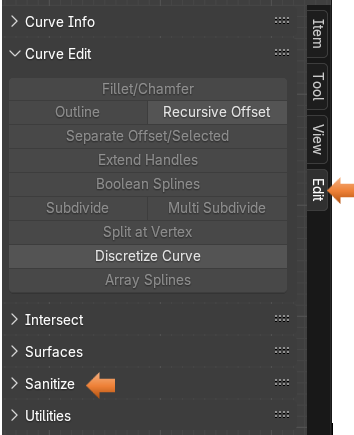 Curve Info
Curve Edit
Fillet/Chamfer
Outline Recursive Offset
Separate Offset/Selected
Extend Handles
Boolean Splines
Subdivide Multi Subdivide
Split at Vertex
Discretize Curve
Array Splines
Intersect
Surfaces
Sanitize
Utilities
Item
Tool
View
Edit